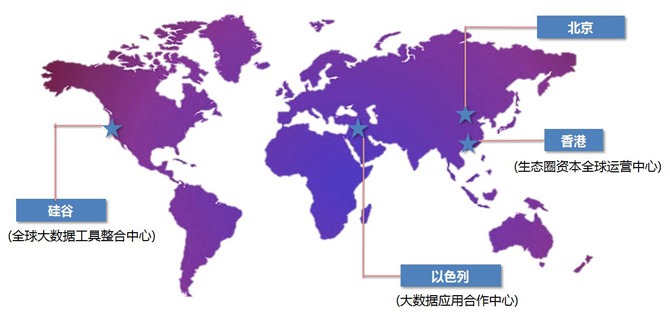 北京
香港
(生态圈资本全球运营中心)
硅谷
(全球大数据工具整合中心)
以色列
(大数据应用合作中心)